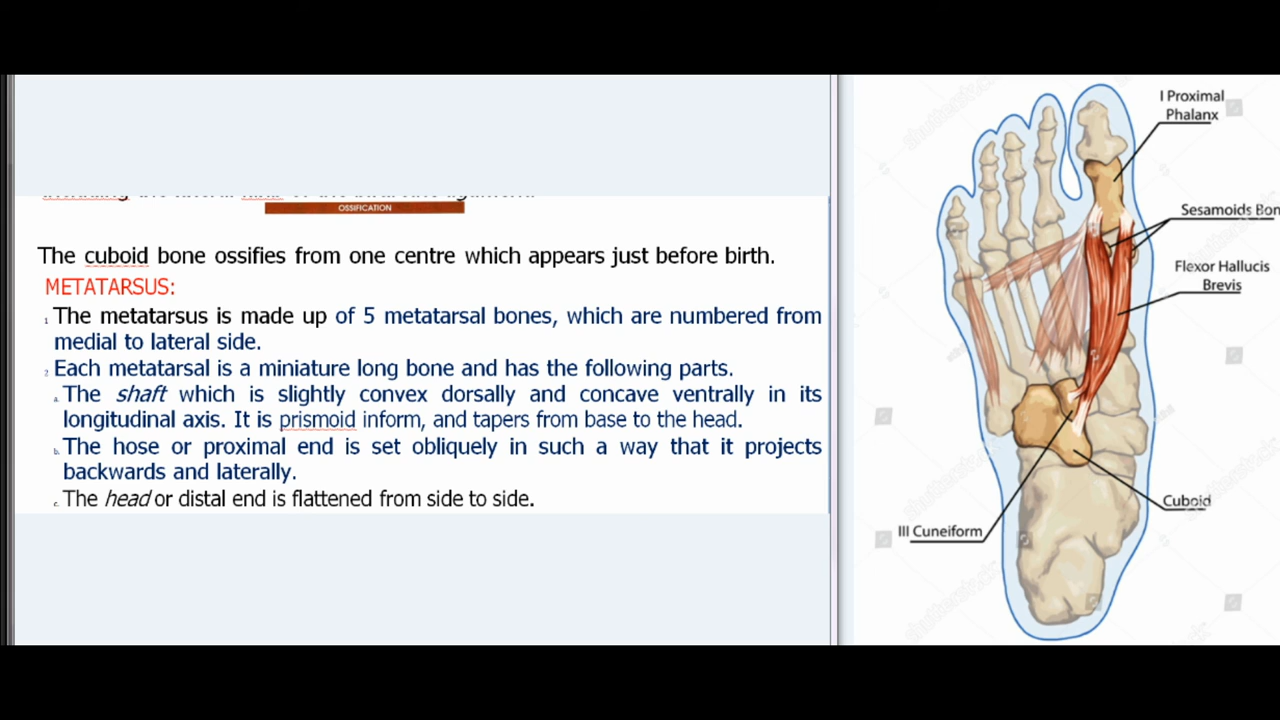 OSSIFICATION
The cuboid bone ossifies from one centre which appears just before birth.
METATARSUS:
1. The metatarsus is made up of 5 metatarsal bones, which are numbered from
medial to lateral side.
2. Each metatarsal is a miniature long bone and has the following parts.
a. The shaft which is slightly convex dorsally and concave ventrally in its
longitudinal axis. It is prismoid inform, and tapers from base to the head.
b. The hose or proximal end is set obliquely in such a way that it projects
backwards and laterally.
c. The head or distal end is flattened from side to side.
I Proximal
Phalanx
Sesamoids Bon
Flexor Hallucis
Brevis
Cuboid
III Cuneiform